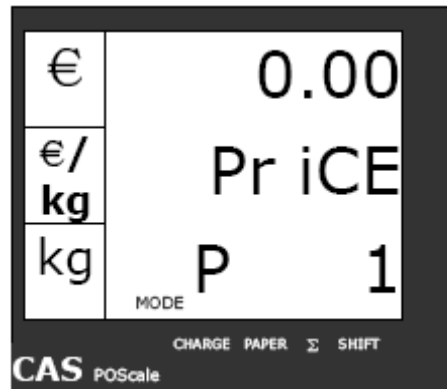 € 0.00
€/
kg Pr iCE
kg MODE P 1
CHARGE PAPER Σ SHIFT
CAS POScale